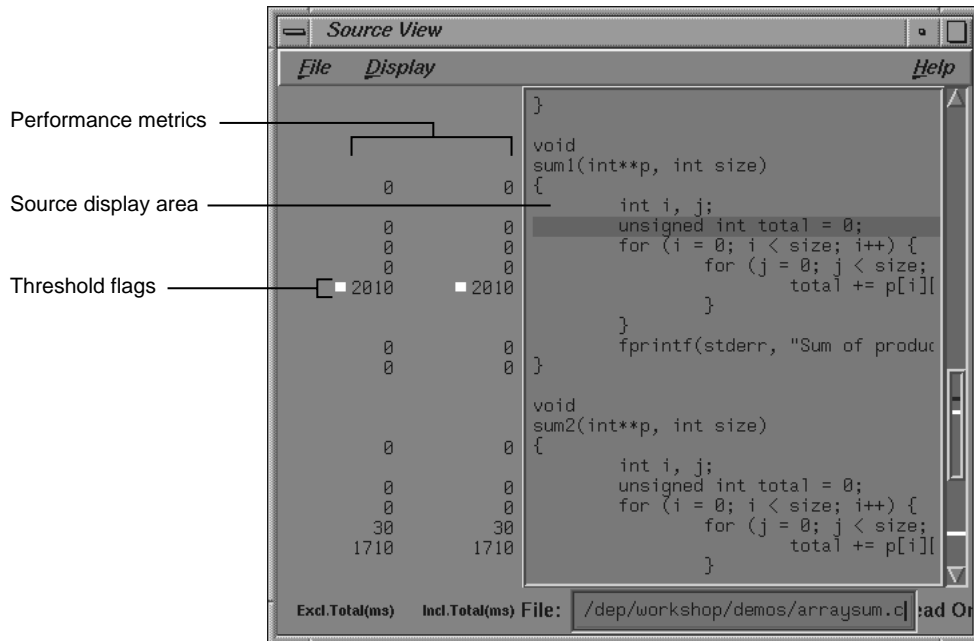 Source View
File Display Help
Performance metrics
Source display area
Threshold flags
}
void
sum1(int**p, int size)
0 0 {
int i, j;
0 0 unsigned int total = 0;
0 0 for (i = 0; i < size; i++) {
0 0 for (j = 0; j < size;
2010 2010 total += p[i][
}
}
0 0 fprintf(stderr, "Sum of produc
0 0 }
void
sum2(int**p, int size)
0 0 {
int i, j;
0 0 unsigned int total = 0;
0 0 for (i = 0; i < size; i++) {
30 30 for (j = 0; j < size;
1710 1710 total += p[i][
}
Excl.Total(ms) Incl.Total(ms) File: /dep/workshop/demos/arraysum.c